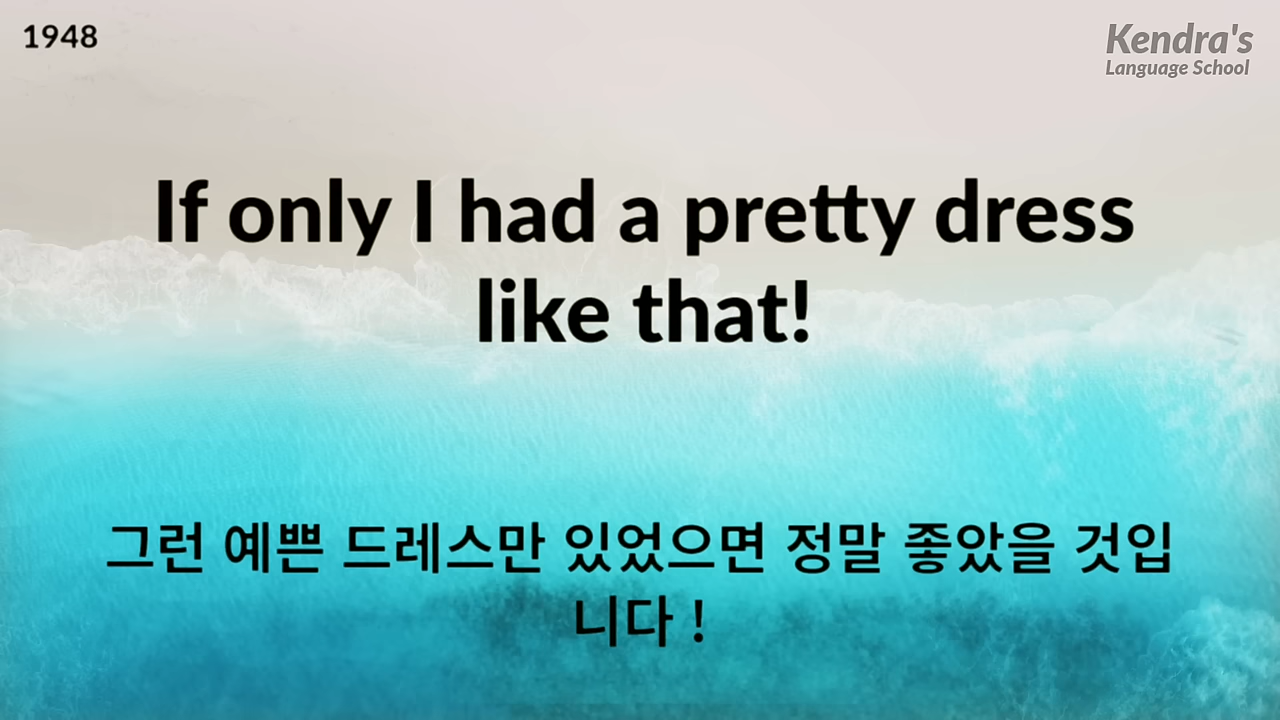 1948
Kendra's
Language School
If only I had a pretty dress
like that!
그런 예쁜 드레스만 있었으면 정말 좋았을 것입
니다 !